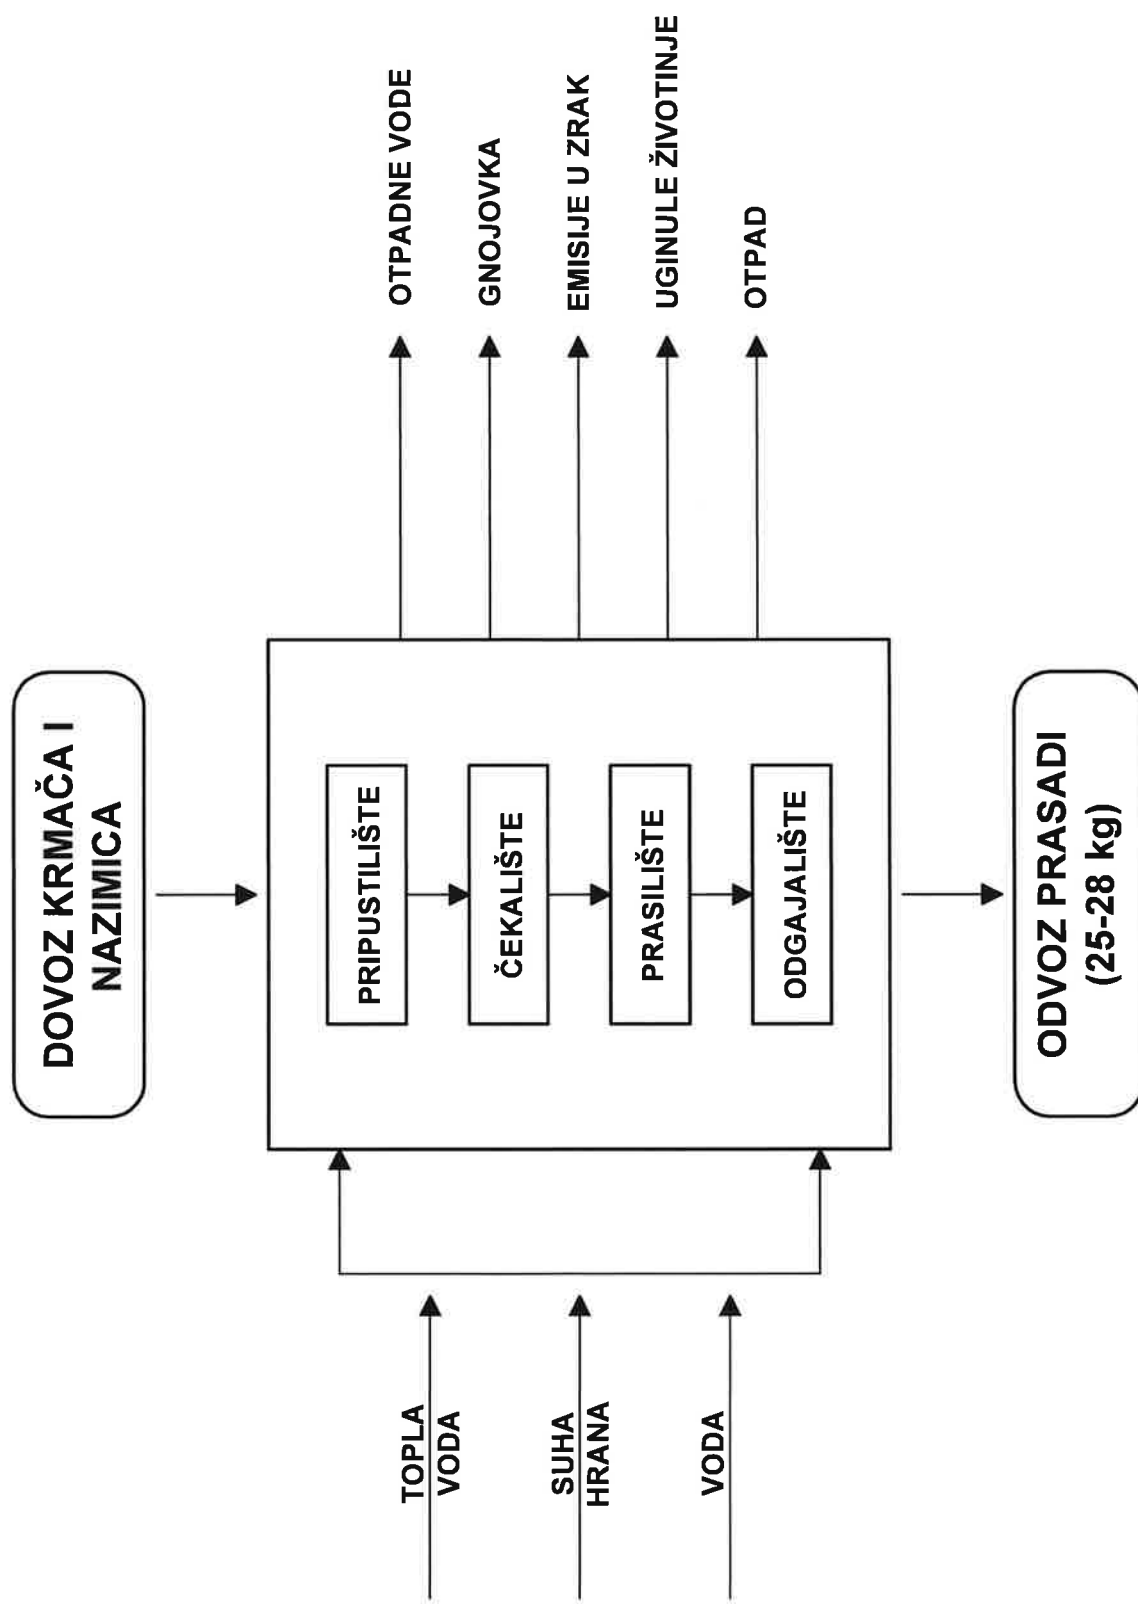 DOVOZ KRMAČA I
NAZIMICA
TOPLA
VODA
SUHA
HRANA
VODA
PRIPUSTILIŠTE
ČEKALIŠTE
PRASILIŠTE
ODGAJALIŠTE
OTPADNE VODE
GNOJOVKA
EMISIJE U ZRAK
UGINULE ŽIVOTINJE
OTPAD
ODVOZ PRASADI
(25-28 kg)